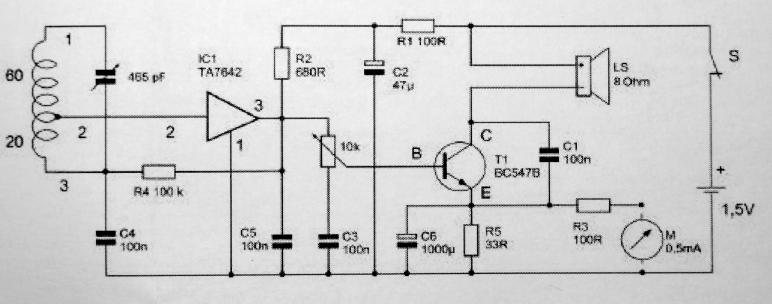 1
60
465 pF
20
2
3
R4 100 k
C4
100n
IC1
TA7642
2
3
1
R2
680R
C5
100n
10k
C3
100n
C2
47µ
R1 100R
B
C
E
T1
BC547B
C1
100n
C6
1000µ
R5
33R
R3
100R
M
0,5mA
LS
8 Ohm
S
+
1,5V